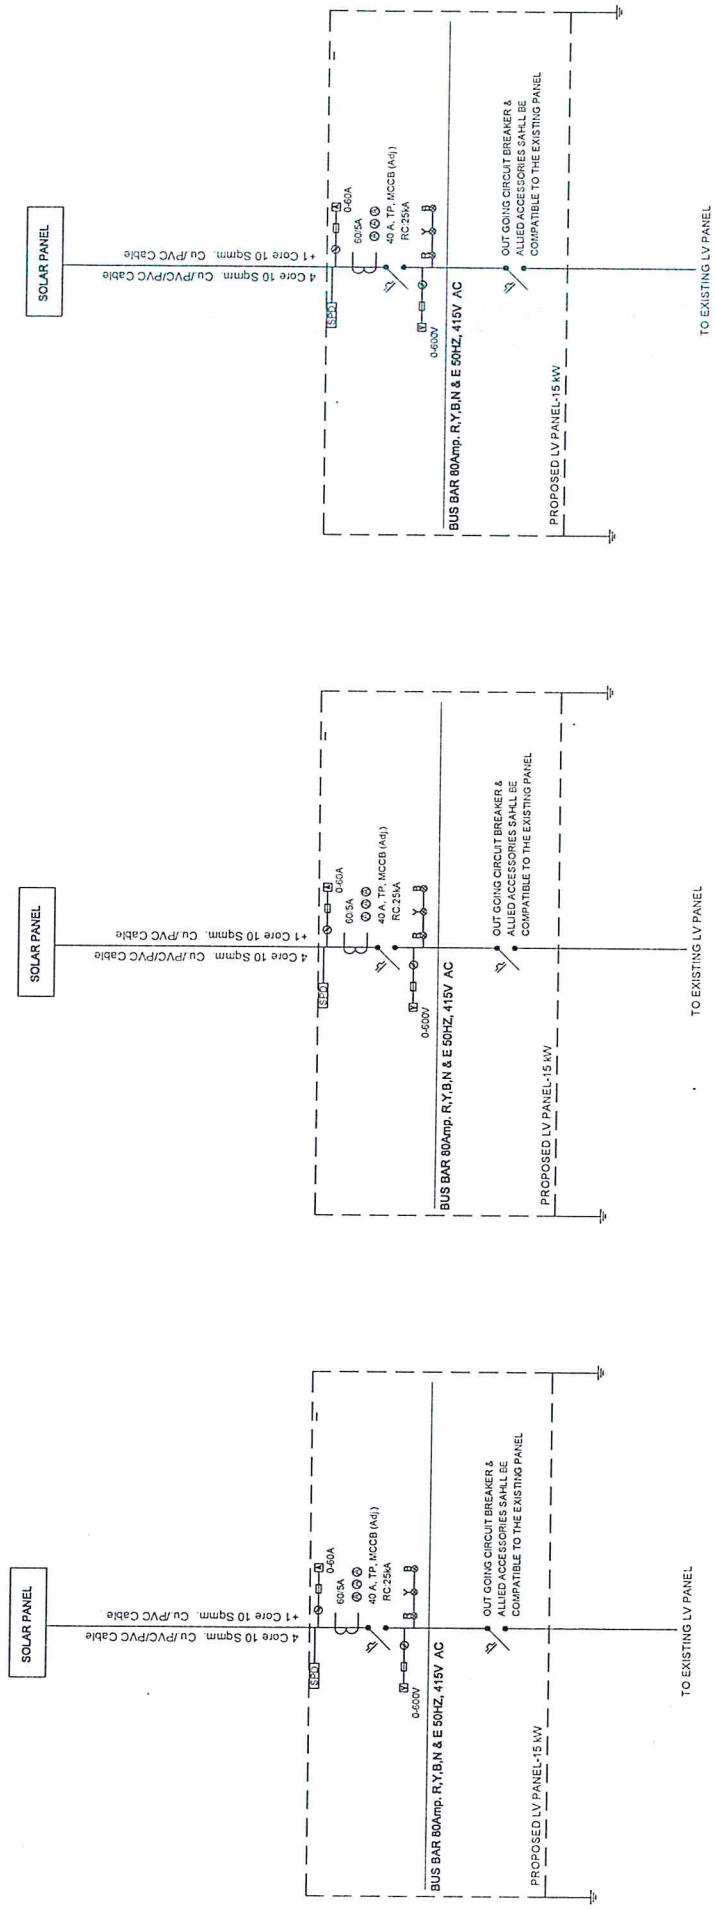 SOLAR PANEL
4 Core 10 Sqmm. Cu/PVC/PVC Cable
+1 Core 10 Sqmm. Cu/PVC Cable
SPD
A
0-60A
60/5A
A A A
40 A, TP, MCCB (Adj)
RC:25kA
V
0-600V
R Y B
BUS BAR 80Amp. R,Y,B,N & E 50HZ, 415V AC
OUT GOING CIRCUIT BREAKER &
ALLIED ACCESSORIES SAHLL BE
COMPATIBLE TO THE EXISTING PANEL
PROPOSED LV PANEL-15 kW
TO EXISTING LV PANEL
SOLAR PANEL
4 Core 10 Sqmm. Cu/PVC/PVC Cable
+1 Core 10 Sqmm. Cu/PVC Cable
SPD
A
0-60A
60/5A
A A A
40 A, TP, MCCB (Adj)
RC:25kA
V
0-600V
R Y B
BUS BAR 80Amp. R,Y,B,N & E 50HZ, 415V AC
OUT GOING CIRCUIT BREAKER &
ALLIED ACCESSORIES SAHLL BE
COMPATIBLE TO THE EXISTING PANEL
PROPOSED LV PANEL-15 kW
TO EXISTING LV PANEL
SOLAR PANEL
4 Core 10 Sqmm. Cu/PVC/PVC Cable
+1 Core 10 Sqmm. Cu/PVC Cable
SPD
A
0-60A
60/5A
A A A
40 A, TP, MCCB (Adj)
RC:25kA
V
0-600V
R Y B
BUS BAR 80Amp. R,Y,B,N & E 50HZ, 415V AC
OUT GOING CIRCUIT BREAKER &
ALLIED ACCESSORIES SAHLL BE
COMPATIBLE TO THE EXISTING PANEL
PROPOSED LV PANEL-15 kW
TO EXISTING LV PANEL